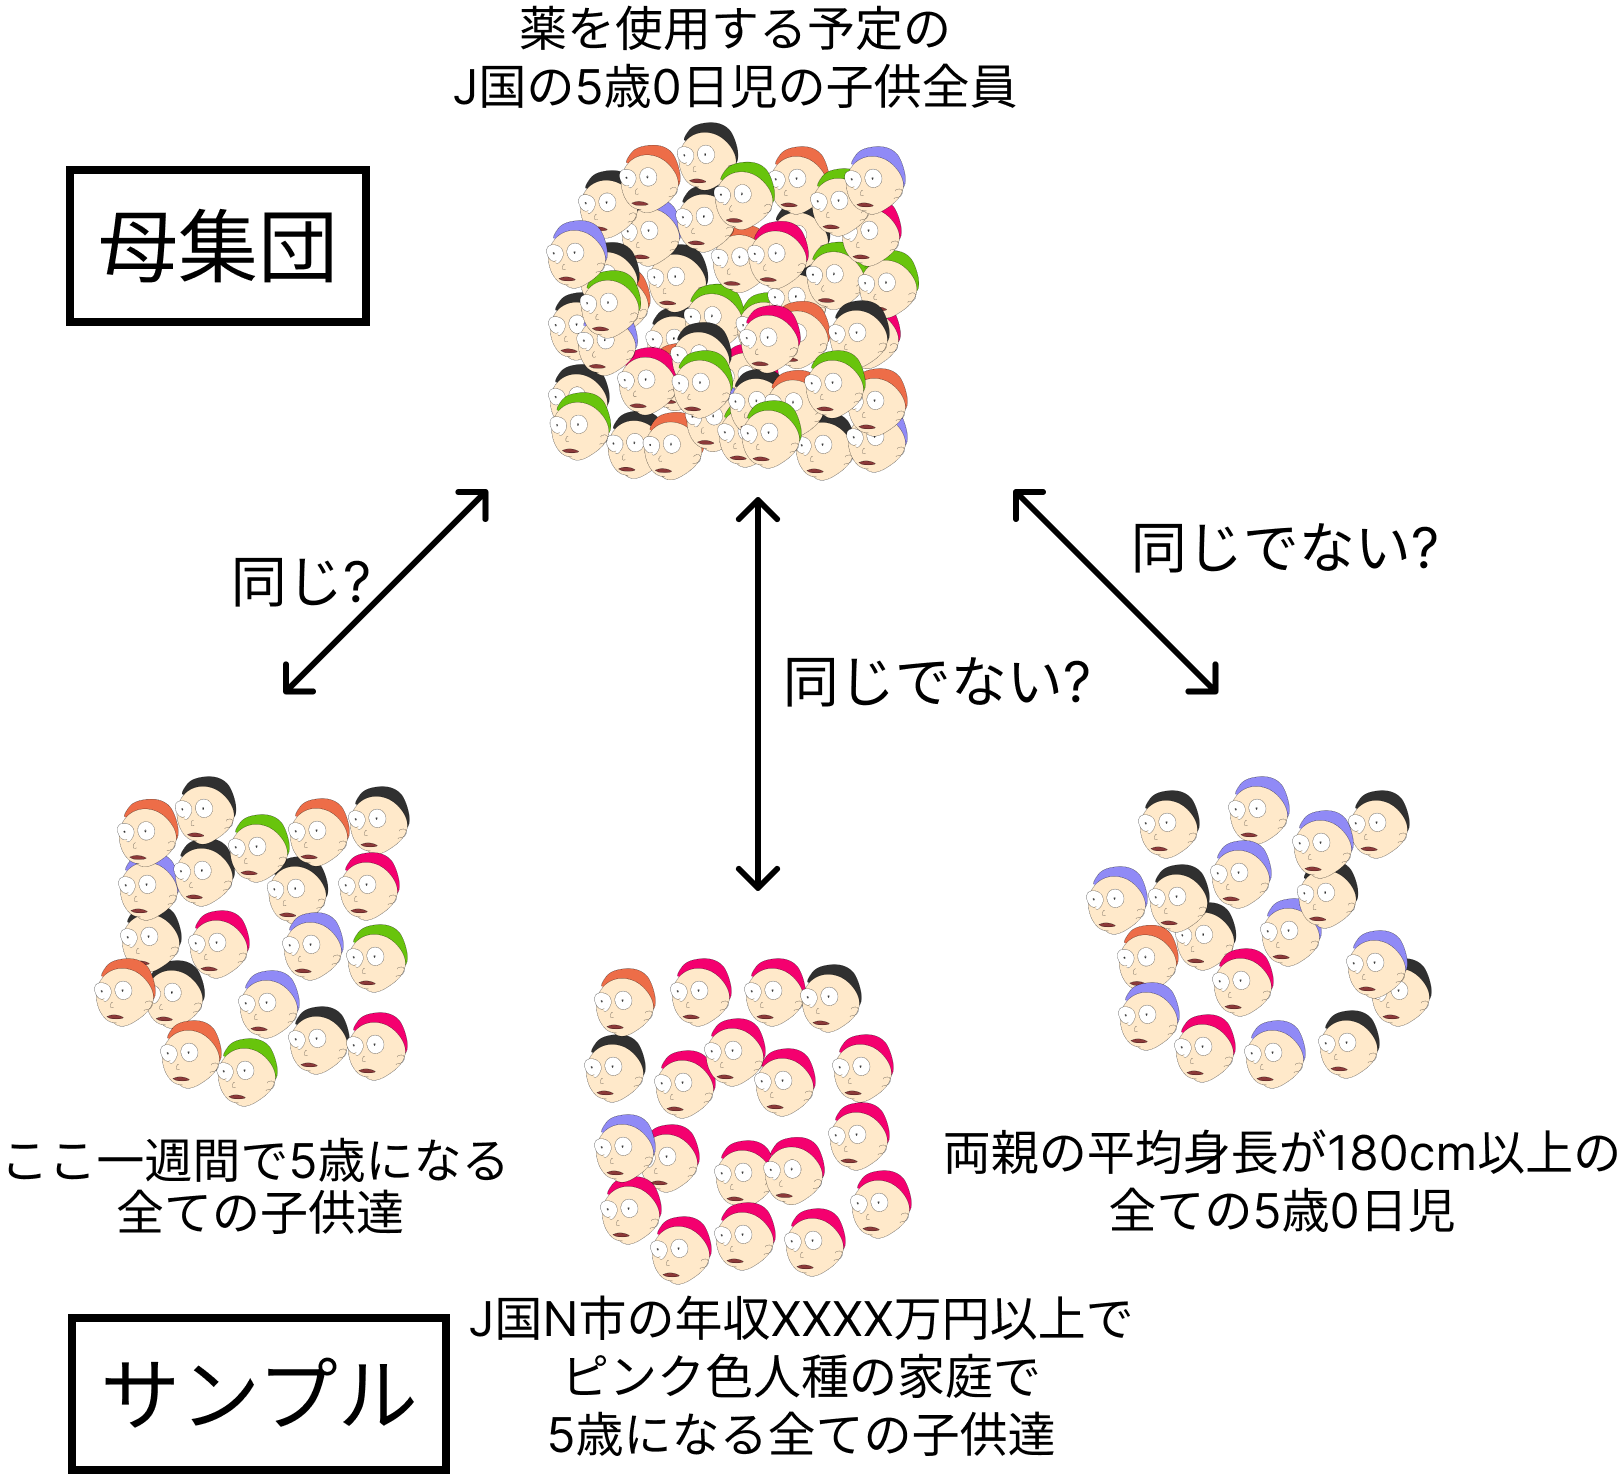 薬を使用する予定の
J国の5歳0日児の子供全員
母集団
同じ?
同じでない?
同じでない?
ここ一週間で5歳になる
全ての子供達
両親の平均身長が180cm以上の
全ての5歳0日児
J国N市の年収XXXX万円以上で
ピンク色人種の家庭で
5歳になる全ての子供達
サンプル